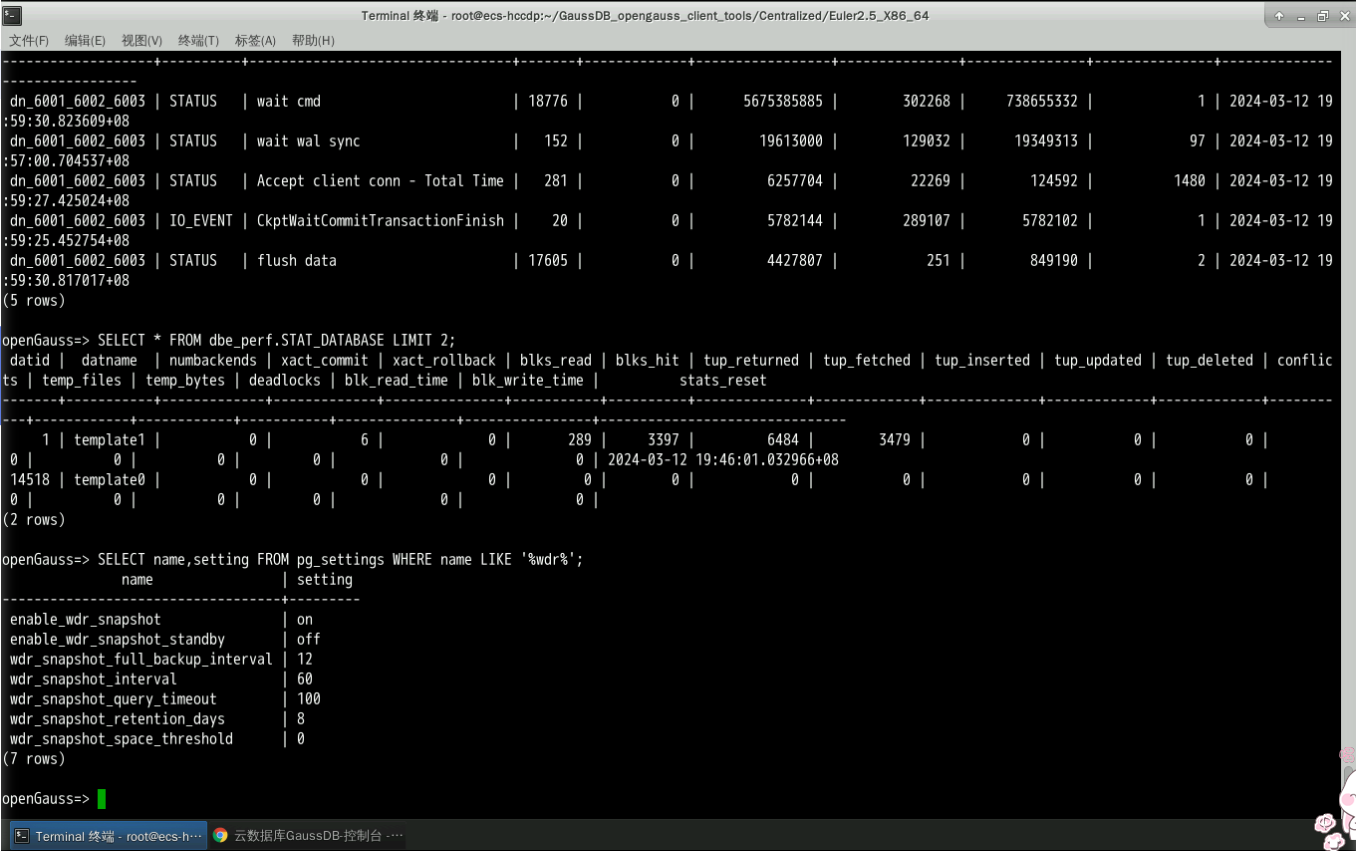 Terminal 终端 - root@ecs-hccdp:~/GaussDB_opengauss_client_tools/Centralized/Euler2.5_X86_64
文件(F) 编辑(E) 视图(V) 终端(T) 标签(A) 帮助(H)
--------------------+----------+---------------------------------+-------+-------------+-----------------+---------------+---------------+---------------+--------------
-----------------
 dn_6001_6002_6003 | STATUS   | wait cmd                        | 18776 |           0 |      5675385885 |        302268 |     738655332 |             1 | 2024-03-12 19
:59:30.823609+08
 dn_6001_6002_6003 | STATUS   | wait wal sync                   |   152 |           0 |        19613000 |        129032 |      19349313 |            97 | 2024-03-12 19
:57:00.704537+08
 dn_6001_6002_6003 | STATUS   | Accept client conn - Total Time |   281 |           0 |         6257704 |         22269 |        124592 |          1480 | 2024-03-12 19
:59:27.425024+08
 dn_6001_6002_6003 | IO_EVENT | CkptWaitCommitTransactionFinish |    20 |           0 |         5782144 |        289107 |       5782102 |             1 | 2024-03-12 19
:59:25.452754+08
 dn_6001_6002_6003 | STATUS   | flush data                      | 17605 |           0 |         4427807 |           251 |        849190 |             2 | 2024-03-12 19
:59:30.817017+08
(5 rows)
openGauss=> SELECT * FROM dbe_perf.STAT_DATABASE LIMIT 2;
 datid |  datname  | numbackends | xact_commit | xact_rollback | blks_read | blks_hit | tup_returned | tup_fetched | tup_inserted | tup_updated | tup_deleted | conflic
ts | temp_files | temp_bytes | deadlocks | blk_read_time | blk_write_time |          stats_reset
-------+-----------+-------------+-------------+---------------+-----------+----------+--------------+-------------+--------------+-------------+-------------+--------
---+------------+------------+-----------+---------------+----------------+-------------------------------
     1 | template1 |           0 |           6 |             0 |       289 |     3397 |         6484 |        3479 |            0 |           0 |           0 |
0 |          0 |          0 |         0 |             0 |              0 | 2024-03-12 19:46:01.032966+08
 14518 | template0 |           0 |           0 |             0 |         0 |        0 |            0 |           0 |            0 |           0 |           0 |
0 |          0 |          0 |         0 |             0 |              0 |
(2 rows)
openGauss=> SELECT name,setting FROM pg_settings WHERE name LIKE '%wdr%';
               name                | setting
-----------------------------------+---------
 enable_wdr_snapshot               | on
 enable_wdr_snapshot_standby       | off
 wdr_snapshot_full_backup_interval | 12
 wdr_snapshot_interval             | 60
 wdr_snapshot_query_timeout        | 100
 wdr_snapshot_retention_days       | 8
 wdr_snapshot_space_threshold      | 0
(7 rows)
openGauss=>
Terminal 终端 - root@ecs-h··· 云数据库GaussDB-控制台 -···